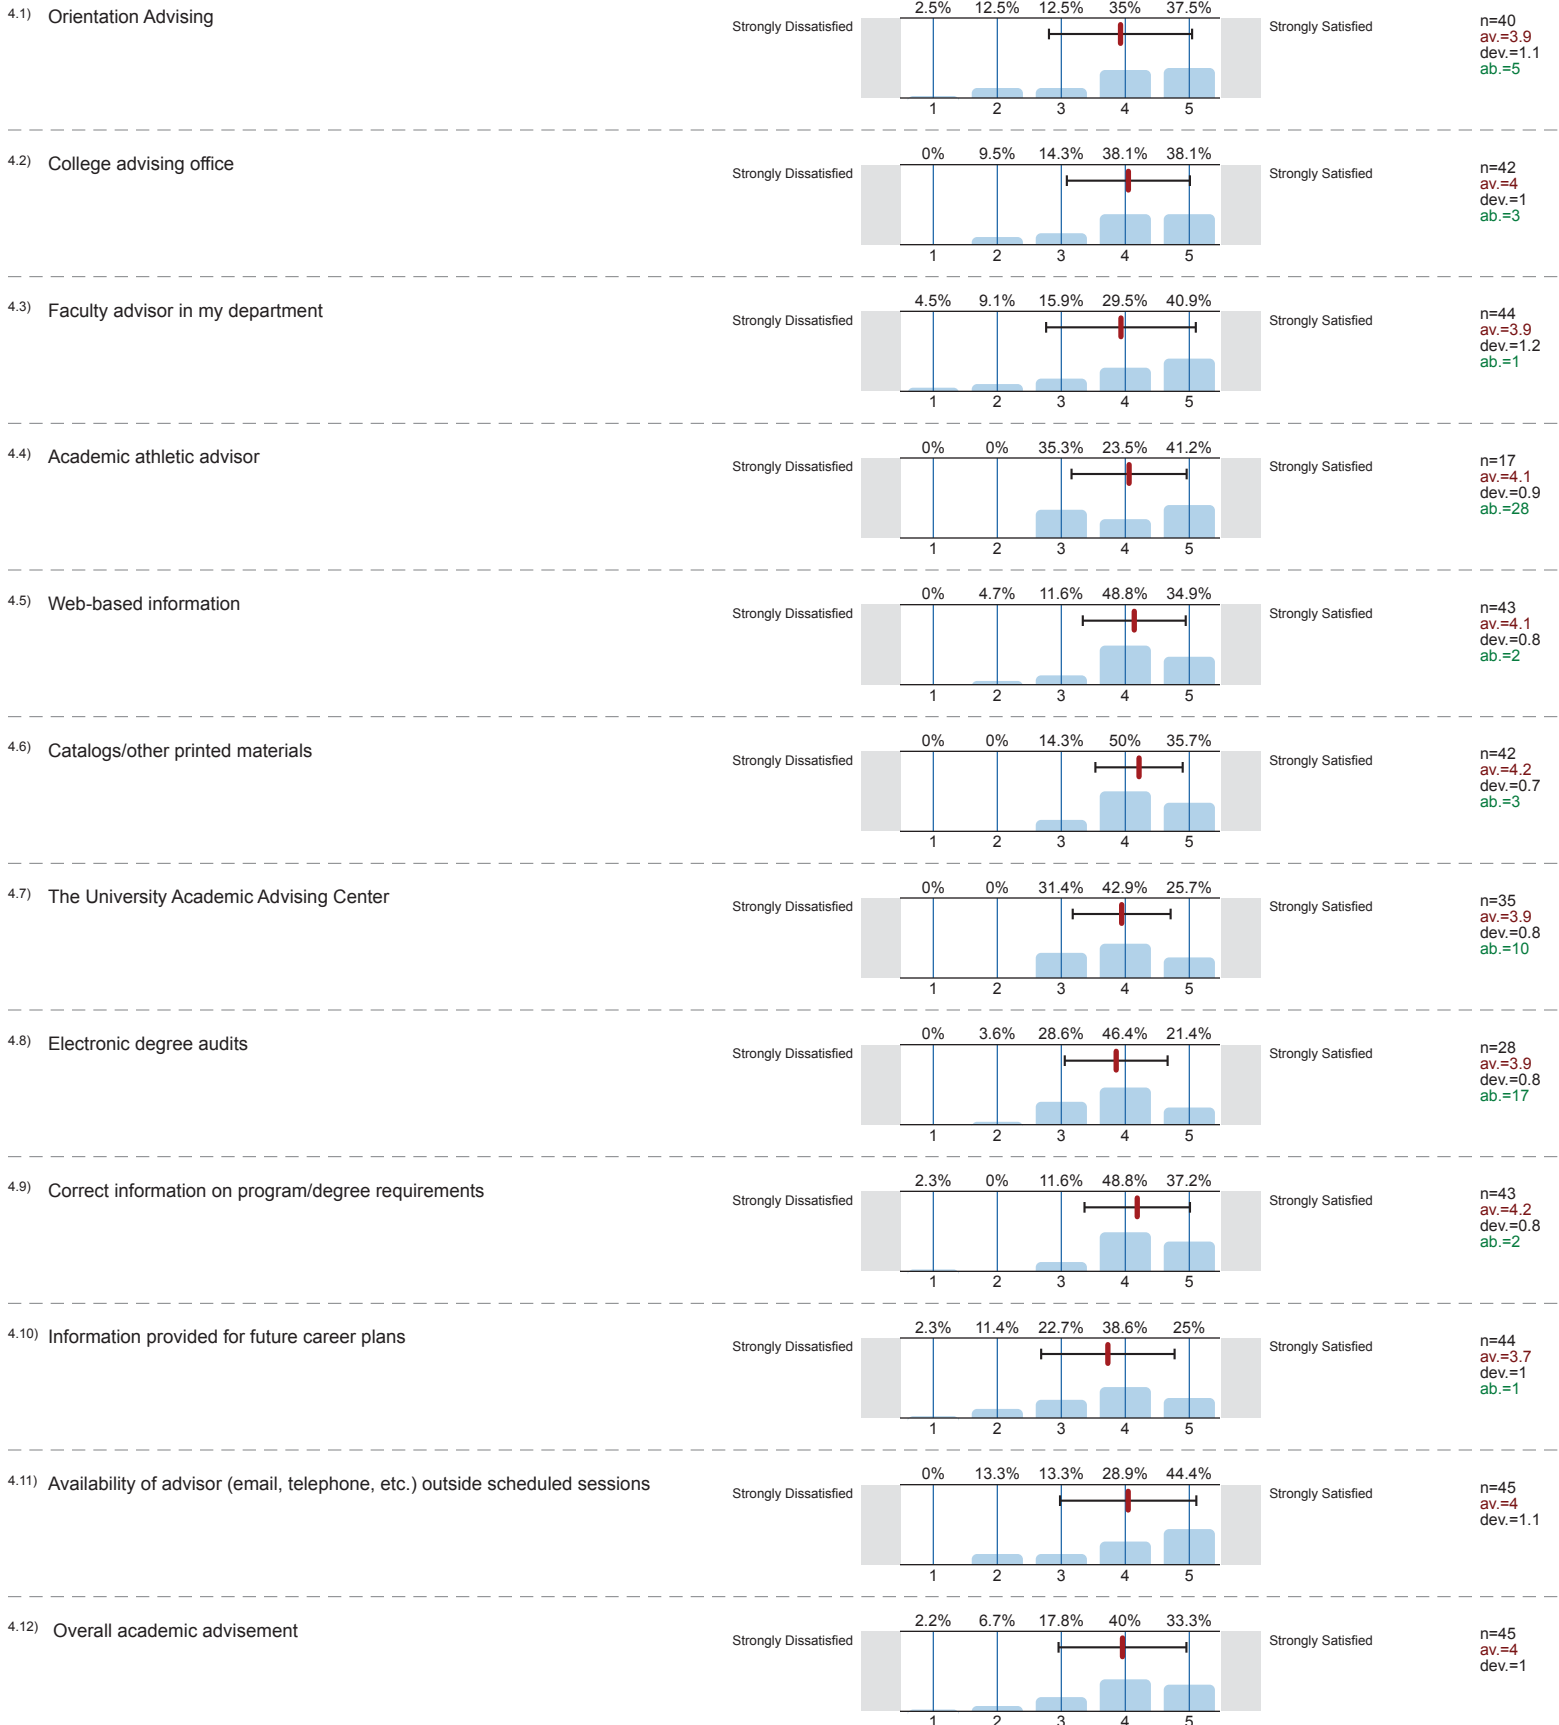 4.1) Orientation Advising
2.5% 12.5% 12.5% 35% 37.5%
Strongly Dissatisfied
Strongly Satisfied
n=40
av.=3.9
dev.=1.1
ab.=5
1 2 3 4 5
4.2) College advising office
0% 9.5% 14.3% 38.1% 38.1%
Strongly Dissatisfied
Strongly Satisfied
n=42
av.=4
dev.=1
ab.=3
1 2 3 4 5
4.3) Faculty advisor in my department
4.5% 9.1% 15.9% 29.5% 40.9%
Strongly Dissatisfied
Strongly Satisfied
n=44
av.=3.9
dev.=1.2
ab.=1
1 2 3 4 5
4.4) Academic athletic advisor
0% 0% 35.3% 23.5% 41.2%
Strongly Dissatisfied
Strongly Satisfied
n=17
av.=4.1
dev.=0.9
ab.=28
1 2 3 4 5
4.5) Web-based information
0% 4.7% 11.6% 48.8% 34.9%
Strongly Dissatisfied
Strongly Satisfied
n=43
av.=4.1
dev.=0.8
ab.=2
1 2 3 4 5
4.6) Catalogs/other printed materials
0% 0% 14.3% 50% 35.7%
Strongly Dissatisfied
Strongly Satisfied
n=42
av.=4.2
dev.=0.7
ab.=3
1 2 3 4 5
4.7) The University Academic Advising Center
0% 0% 31.4% 42.9% 25.7%
Strongly Dissatisfied
Strongly Satisfied
n=35
av.=3.9
dev.=0.8
ab.=10
1 2 3 4 5
4.8) Electronic degree audits
0% 3.6% 28.6% 46.4% 21.4%
Strongly Dissatisfied
Strongly Satisfied
n=28
av.=3.9
dev.=0.8
ab.=17
1 2 3 4 5
4.9) Correct information on program/degree requirements
2.3% 0% 11.6% 48.8% 37.2%
Strongly Dissatisfied
Strongly Satisfied
n=43
av.=4.2
dev.=0.8
ab.=2
1 2 3 4 5
4.10) Information provided for future career plans
2.3% 11.4% 22.7% 38.6% 25%
Strongly Dissatisfied
Strongly Satisfied
n=44
av.=3.7
dev.=1
ab.=1
1 2 3 4 5
4.11) Availability of advisor (email, telephone, etc.) outside scheduled sessions
0% 13.3% 13.3% 28.9% 44.4%
Strongly Dissatisfied
Strongly Satisfied
n=45
av.=4
dev.=1.1
1 2 3 4 5
4.12) Overall academic advisement
2.2% 6.7% 17.8% 40% 33.3%
Strongly Dissatisfied
Strongly Satisfied
n=45
av.=4
dev.=1
1 2 3 4 5